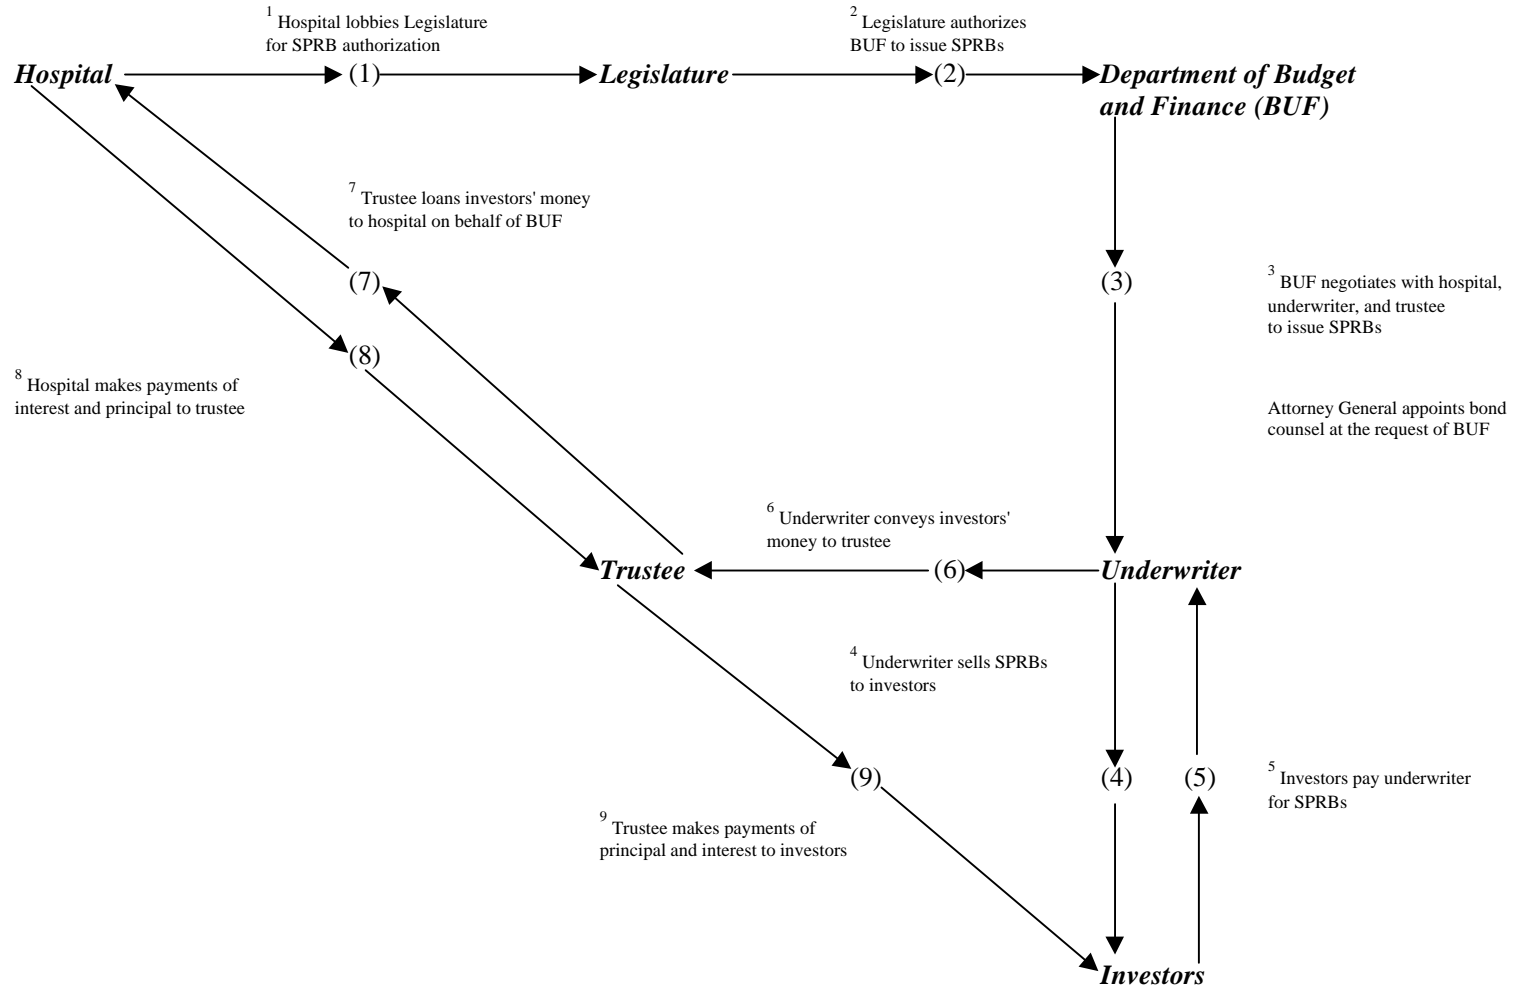 1 Hospital lobbies Legislature
for SPRB authorization
2 Legislature authorizes
BUF to issue SPRBs
Hospital
(1)
Legislature
(2)
Department of Budget
and Finance (BUF)
7 Trustee loans investors' money
to hospital on behalf of BUF
(7)
(3)
3 BUF negotiates with hospital,
underwriter, and trustee
to issue SPRBs
(8)
8 Hospital makes payments of
interest and principal to trustee
Attorney General appoints bond
counsel at the request of BUF
6 Underwriter conveys investors'
money to trustee
Trustee
(6)
Underwriter
4 Underwriter sells SPRBs
to investors
(9)
(4)
(5)
5 Investors pay underwriter
for SPRBs
9 Trustee makes payments of
principal and interest to investors
Investors